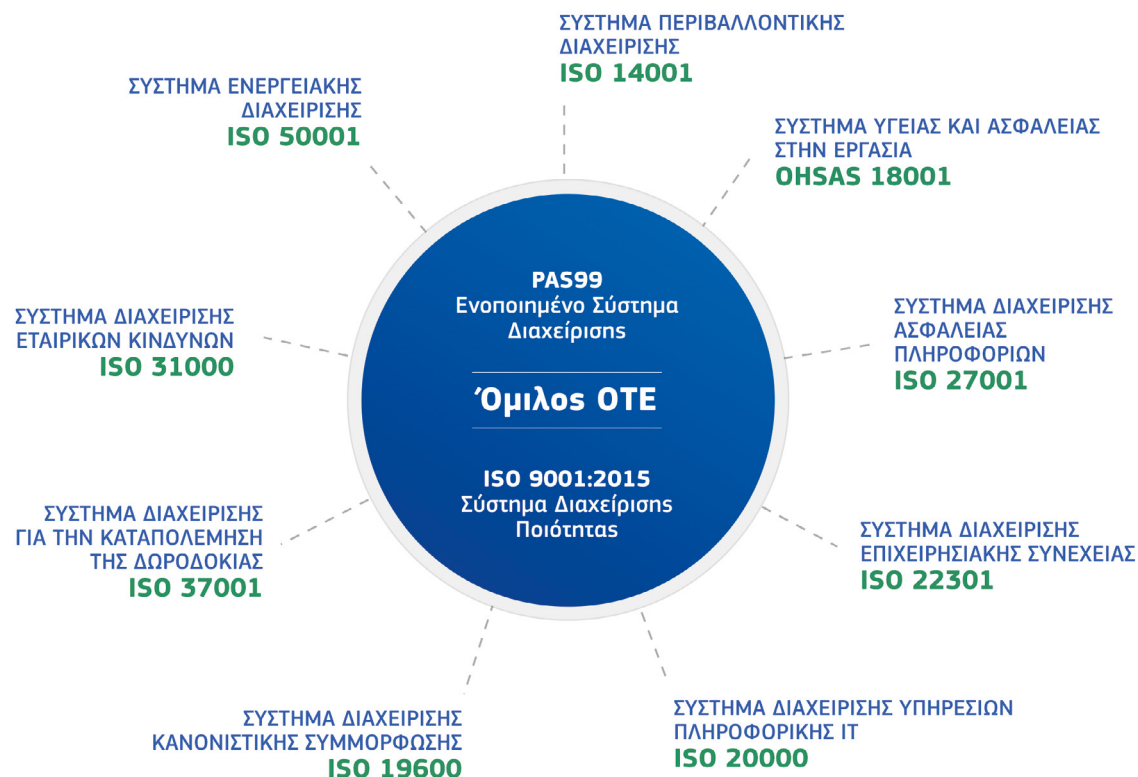 ΣΥΣΤΗΜΑ ΠΕΡΙΒΑΛΛΟΝΤΙΚΗΣ
ΔΙΑΧΕΙΡΙΣΗΣ
ISO 14001
ΣΥΣΤΗΜΑ ΥΓΕΙΑΣ ΚΑΙ ΑΣΦΑΛΕΙΑΣ
ΣΤΗΝ ΕΡΓΑΣΙΑ
OHSAS 18001
ΣΥΣΤΗΜΑ ΔΙΑΧΕΙΡΙΣΗΣ
ΑΣΦΑΛΕΙΑΣ
ΠΛΗΡΟΦΟΡΙΩΝ
ISO 27001
ΣΥΣΤΗΜΑ ΔΙΑΧΕΙΡΙΣΗΣ
ΕΠΙΧΕΙΡΗΣΙΑΚΗΣ ΣΥΝΕΧΕΙΑΣ
ISO 22301
ΣΥΣΤΗΜΑ ΔΙΑΧΕΙΡΙΣΗΣ ΥΠΗΡΕΣΙΩΝ
ΠΛΗΡΟΦΟΡΙΚΗΣ IT
ISO 20000
ΣΥΣΤΗΜΑ ΔΙΑΧΕΙΡΙΣΗΣ
ΚΑΝΟΝΙΣΤΙΚΗΣ ΣΥΜΜΟΡΦΩΣΗΣ
ISO 19600
ΣΥΣΤΗΜΑ ΔΙΑΧΕΙΡΙΣΗΣ
ΓΙΑ ΤΗΝ ΚΑΤΑΠΟΛΕΜΗΣΗ
ΤΗΣ ΔΩΡΟΔΟΚΙΑΣ
ISO 37001
ΣΥΣΤΗΜΑ ΔΙΑΧΕΙΡΙΣΗΣ
ΕΤΑΙΡΙΚΩΝ ΚΙΝΔΥΝΩΝ
ISO 31000
ΣΥΣΤΗΜΑ ΕΝΕΡΓΕΙΑΚΗΣ
ΔΙΑΧΕΙΡΙΣΗΣ
ISO 50001
PAS99
Ενοποιημένο Σύστημα
Διαχείρισης
Όμιλος ΟΤΕ
ISO 9001:2015
Σύστημα Διαχείρισης
Ποιότητας